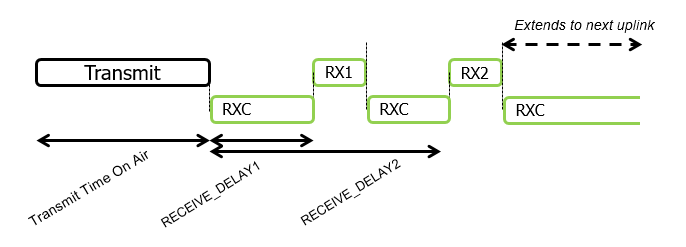 Extends to next uplink
Transmit
RX1
RX2
RXC
RXC
RXC
Transmit Time On Air
RECEIVE_DELAY1
RECEIVE_DELAY2